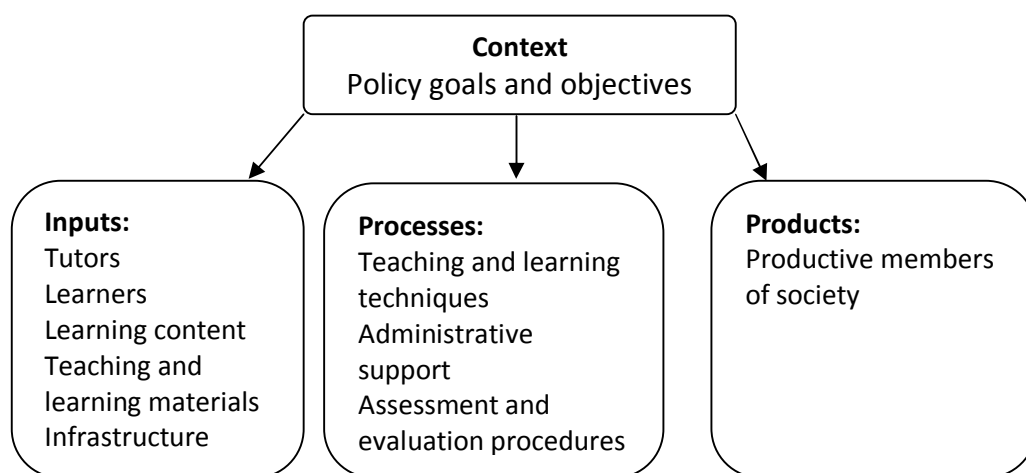 Context
Policy goals and objectives
Inputs:
Tutors
Learners
Learning content
Teaching and
learning materials
Infrastructure
Processes:
Teaching and learning
techniques
Administrative
support
Assessment and
evaluation procedures
Products:
Productive members
of society